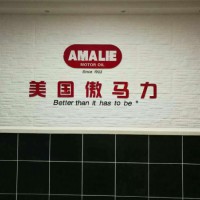 AMALIE
MOTOR OIL
Since 1903
美国傲马力
Better than it has to be®